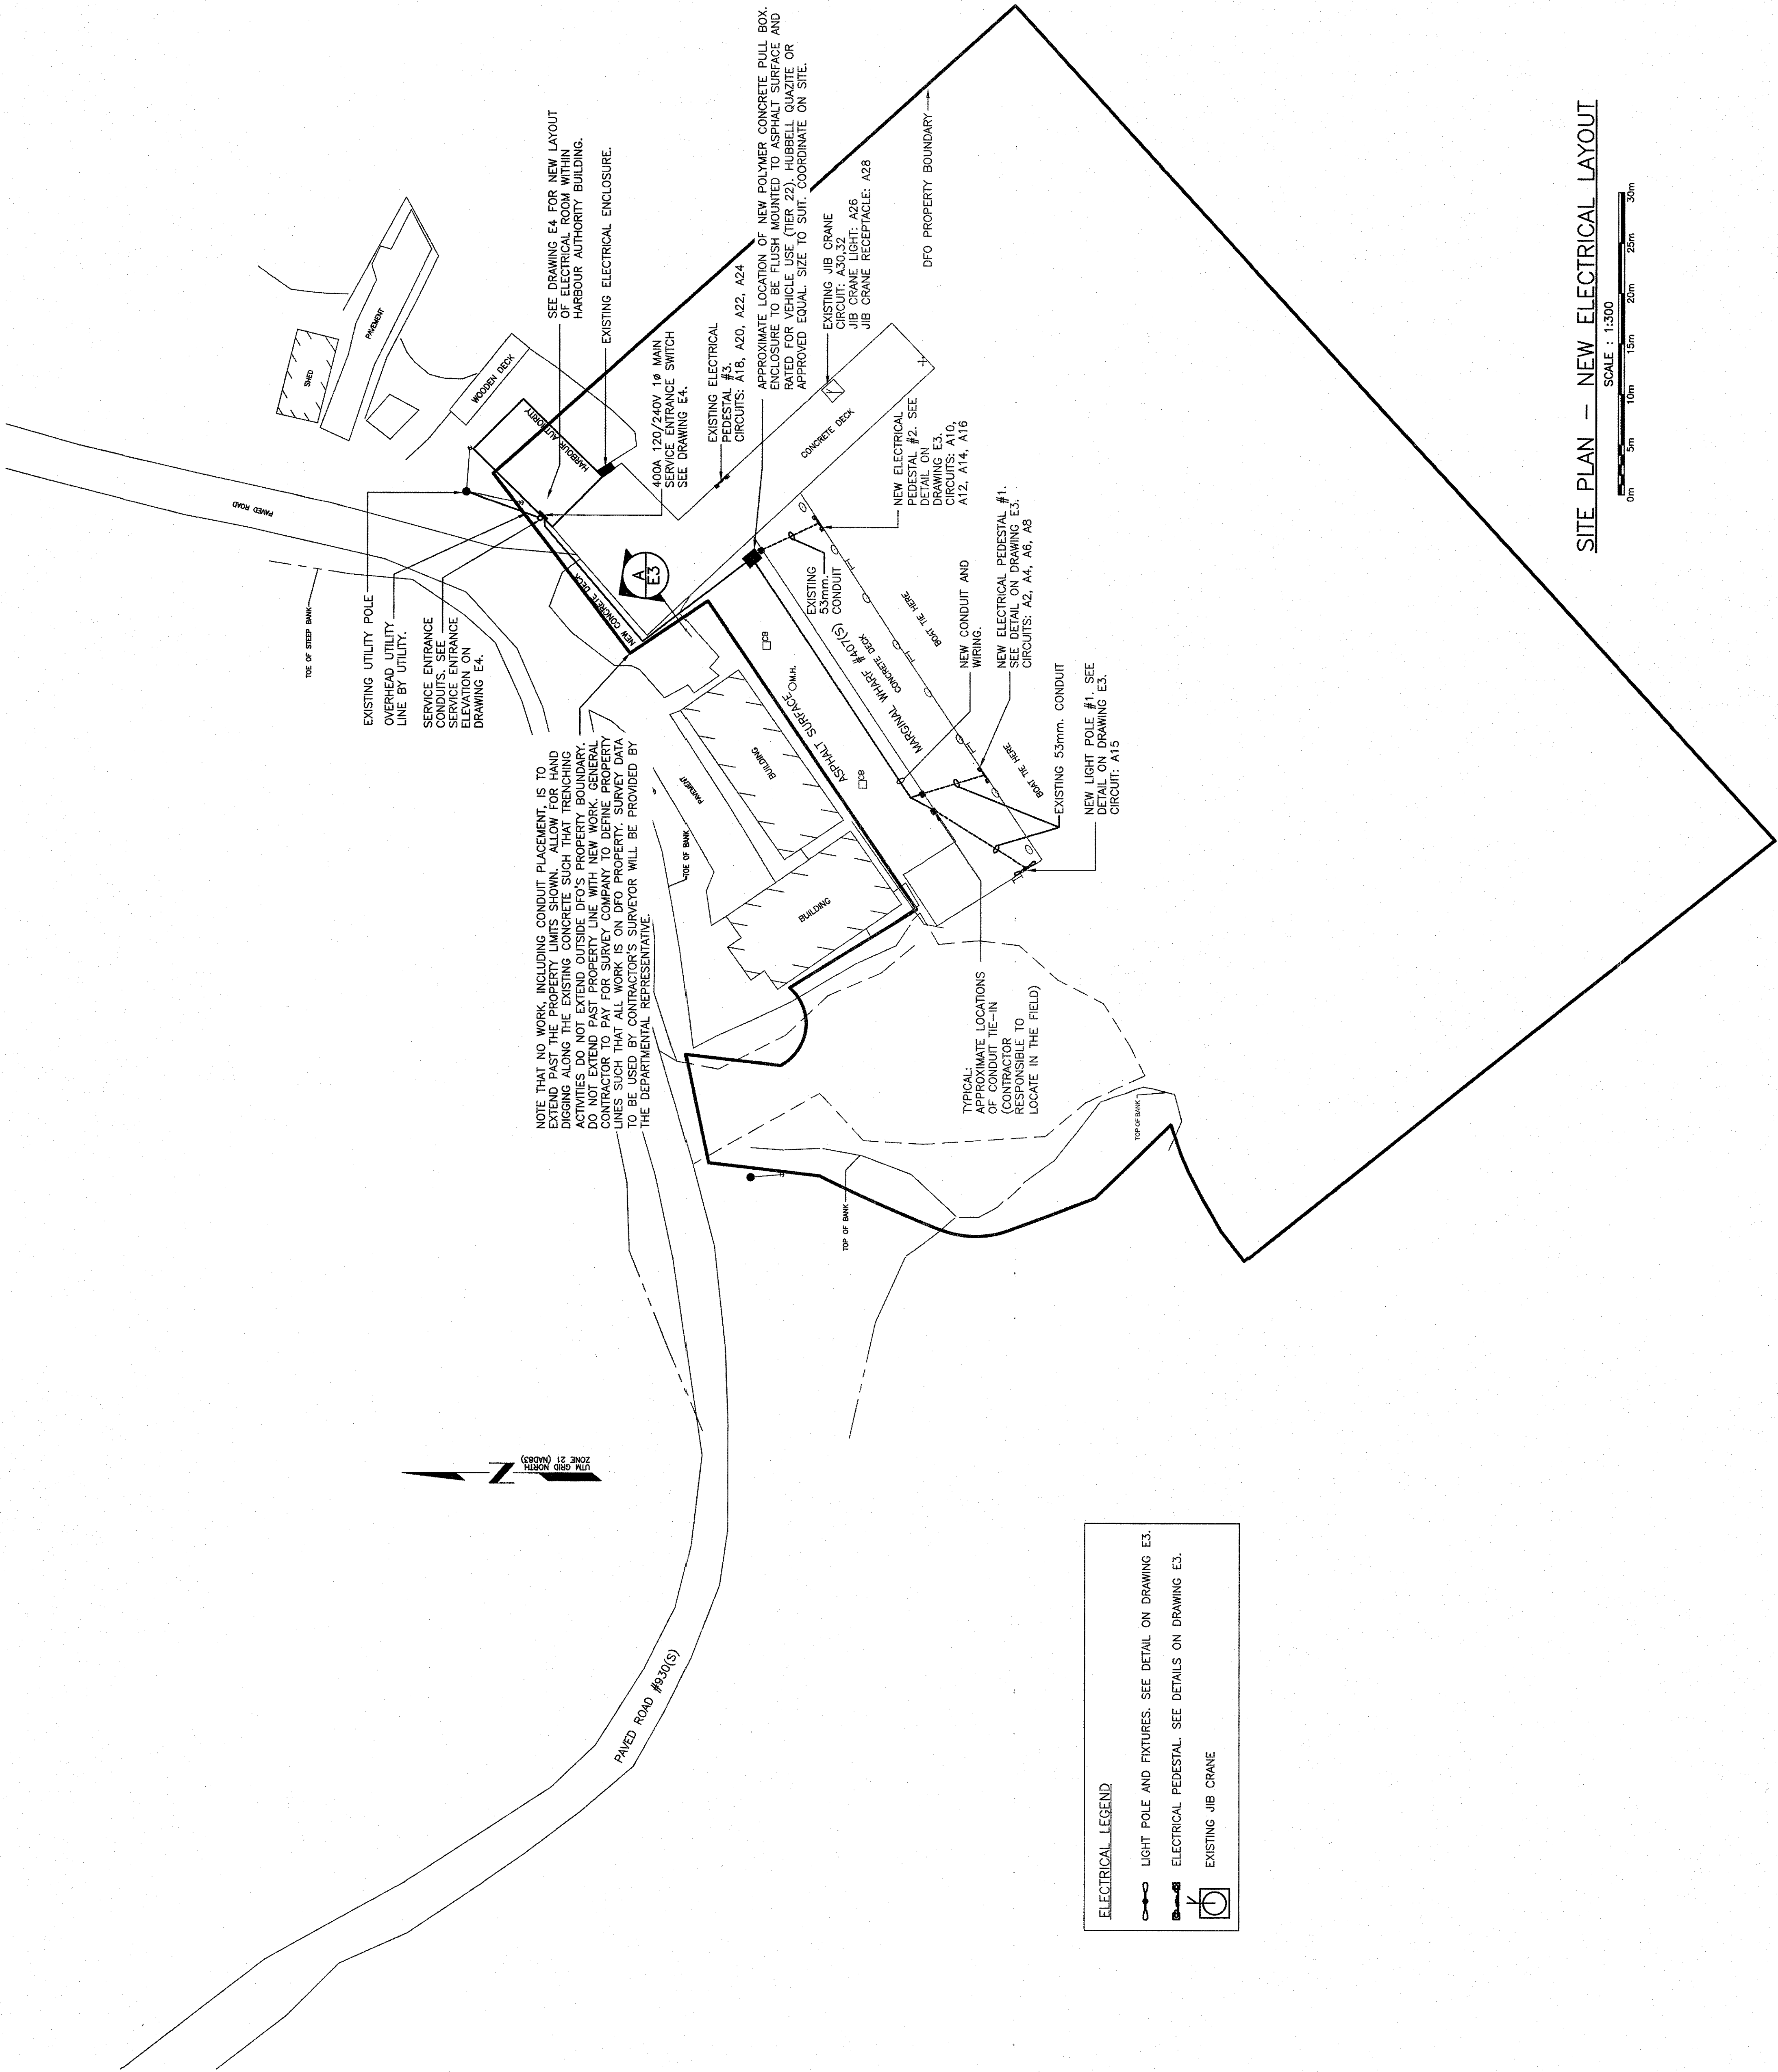 SITE PLAN – NEW ELECTRICAL LAYOUT
SCALE : 1:300
0m 5m 10m 15m 20m 25m 30m
EXISTING UTILITY POLE
OVERHEAD UTILITY
LINE BY UTILITY.
SERVICE ENTRANCE
CONDUITS. SEE
SERVICE ENTRANCE
ELEVATION ON
DRAWING E4.
TOE OF STEEP BANK
PAVED ROAD
SHED
PAVEMENT
WOODEN DECK
HARBOUR AUTHORITY
SEE DRAWING E4 FOR NEW LAYOUT
OF ELECTRICAL ROOM WITHIN
HARBOUR AUTHORITY BUILDING.
EXISTING ELECTRICAL ENCLOSURE.
400A 120/240V 1Ø MAIN
SERVICE ENTRANCE SWITCH
SEE DRAWING E4.
EXISTING ELECTRICAL
PEDESTAL #3.
CIRCUITS: A18, A20, A22, A24
APPROXIMATE LOCATION OF NEW POLYMER CONCRETE PULL BOX.
ENCLOSURE TO BE FLUSH MOUNTED TO ASPHALT SURFACE AND
RATED FOR VEHICLE USE (TIER 22). HUBBELL QUAZITE OR
APPROVED EQUAL. SIZE TO SUIT. COORDINATE ON SITE.
EXISTING JIB CRANE
CIRCUIT: A30,32
JIB CRANE LIGHT: A26
JIB CRANE RECEPTACLE: A28
DFO PROPERTY BOUNDARY
CONCRETE DECK
NEW ELECTRICAL
PEDESTAL #2. SEE
DETAIL ON
DRAWING E3.
CIRCUITS: A10,
A12, A14, A16
NEW CONCRETE DECK
A
E3
EXISTING
53mm.
CONDUIT
NEW CONDUIT AND
WIRING.
NEW ELECTRICAL PEDESTAL #1.
SEE DETAIL ON DRAWING E3.
CIRCUITS: A2, A4, A6, A8
EXISTING 53mm. CONDUIT
NEW LIGHT POLE #1. SEE
DETAIL ON DRAWING E3.
CIRCUIT: A15
MARGINAL WHARF #407(S)
CONCRETE DECK
BOAT TIE HERE
BOAT TIE HERE
ASPHALT SURFACE
M.H.
CB
CB
BUILDING
BUILDING
PAVEMENT
TOE OF BANK
NOTE THAT NO WORK, INCLUDING CONDUIT PLACEMENT, IS TO
EXTEND PAST THE PROPERTY LIMITS SHOWN. ALLOW FOR HAND
DIGGING ALONG THE EXISTING CONCRETE SUCH THAT TRENCHING
ACTIVITIES DO NOT EXTEND OUTSIDE DFO'S PROPERTY BOUNDARY.
DO NOT EXTEND PAST PROPERTY LINE WITH NEW WORK. GENERAL
CONTRACTOR TO PAY FOR SURVEY COMPANY TO DEFINE PROPERTY
LINES SUCH THAT ALL WORK IS ON DFO PROPERTY. SURVEY DATA
TO BE USED BY CONTRACTOR'S SURVEYOR WILL BE PROVIDED BY
THE DEPARTMENTAL REPRESENTATIVE.
TYPICAL:
APPROXIMATE LOCATIONS
OF CONDUIT TIE-IN
(CONTRACTOR
RESPONSIBLE TO
LOCATE IN THE FIELD)
TOP OF BANK
TOP OF BANK
N
UTM GRID NORTH
ZONE 21 (NAD83)
PAVED ROAD #930(S)
ELECTRICAL LEGEND
LIGHT POLE AND FIXTURES. SEE DETAIL ON DRAWING E3.
ELECTRICAL PEDESTAL. SEE DETAILS ON DRAWING E3.
EXISTING JIB CRANE